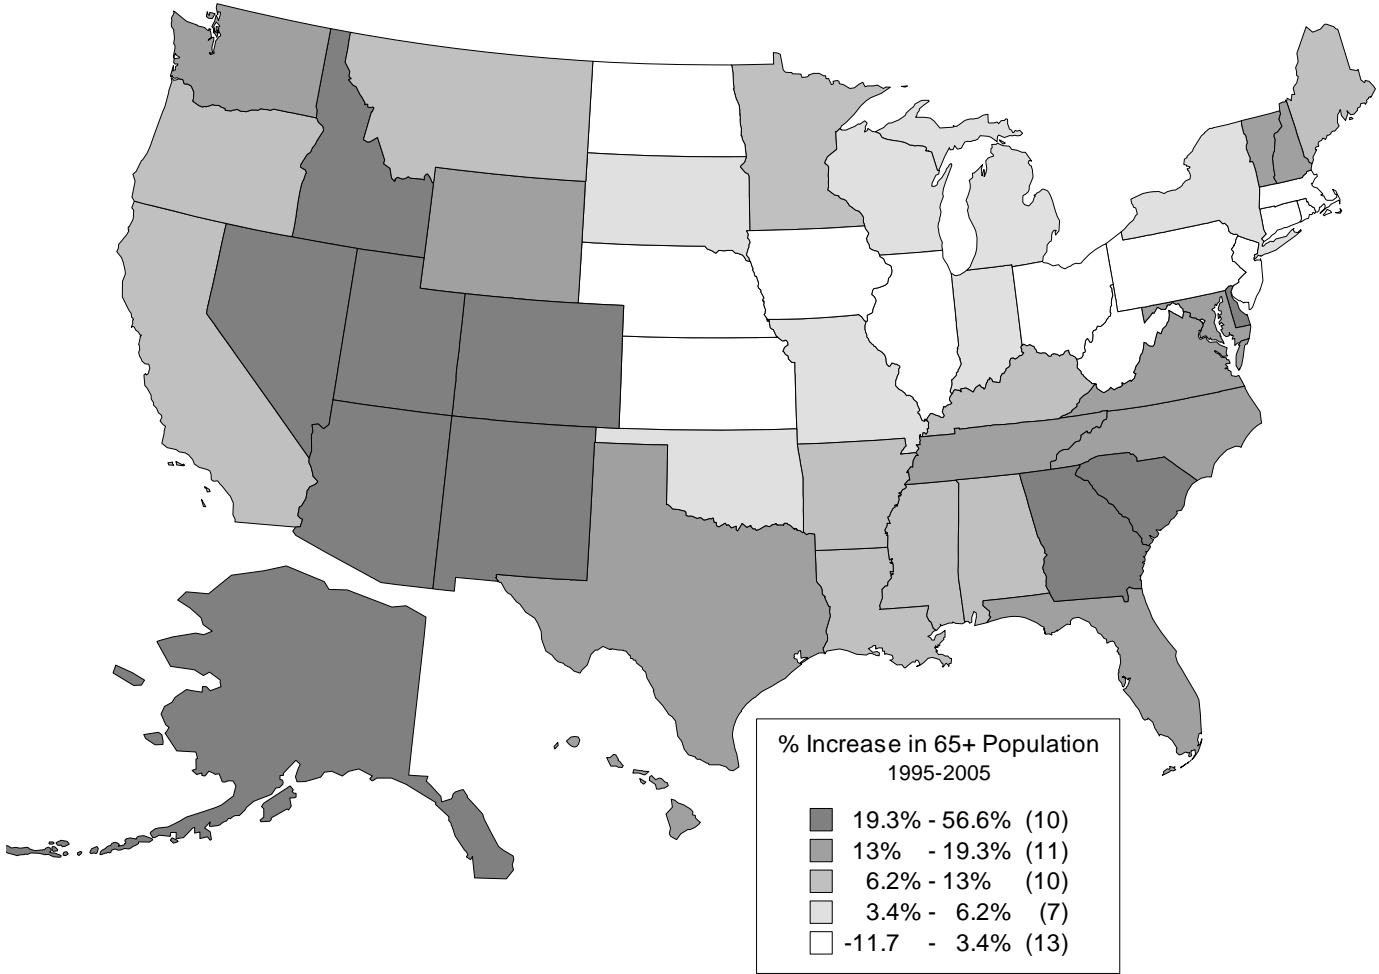 % Increase in 65+ Population
1995-2005
19.3% - 56.6% (10)
13% - 19.3% (11)
6.2% - 13% (10)
3.4% - 6.2% (7)
-11.7 - 3.4% (13)